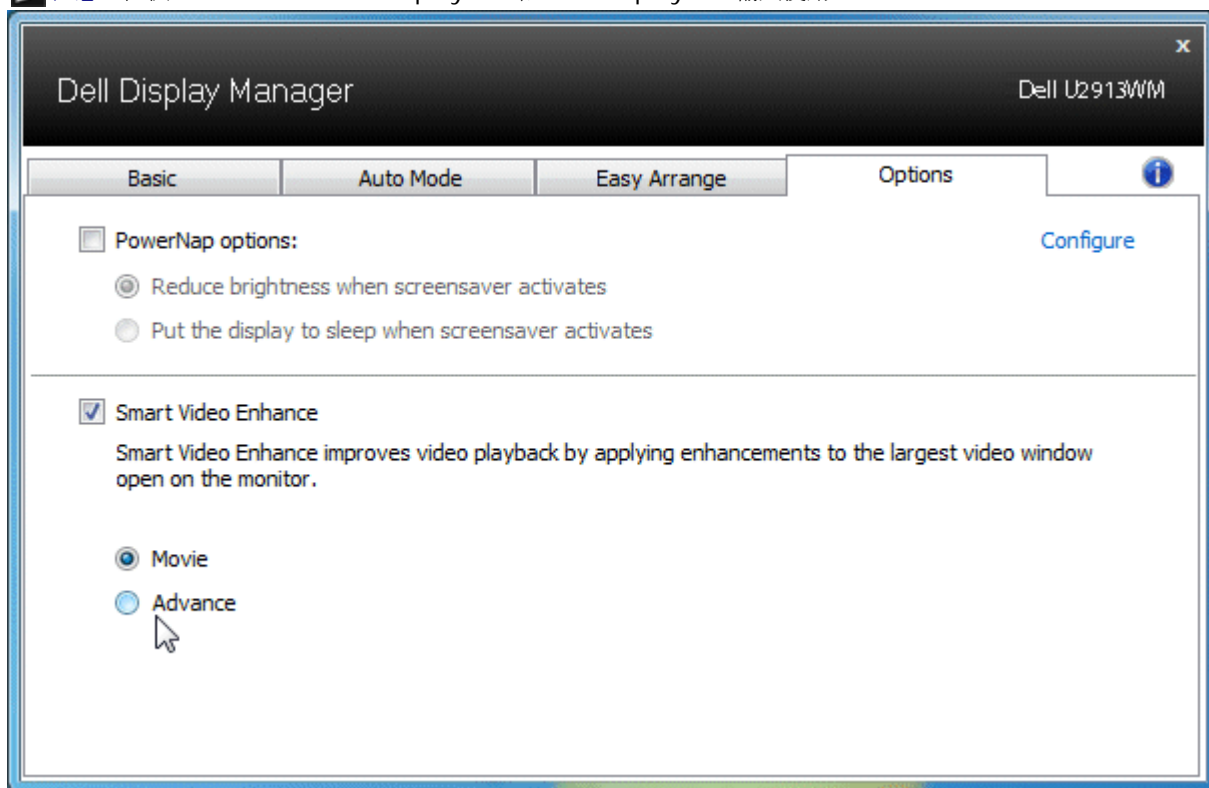 x
Dell Display Manager
Dell U2913WM
Basic Auto Mode Easy Arrange Options
PowerNap options: Configure
Reduce brightness when screensaver activates
Put the display to sleep when screensaver activates
Smart Video Enhance
Smart Video Enhance improves video playback by applying enhancements to the largest video window
open on the monitor.
Movie
Advance